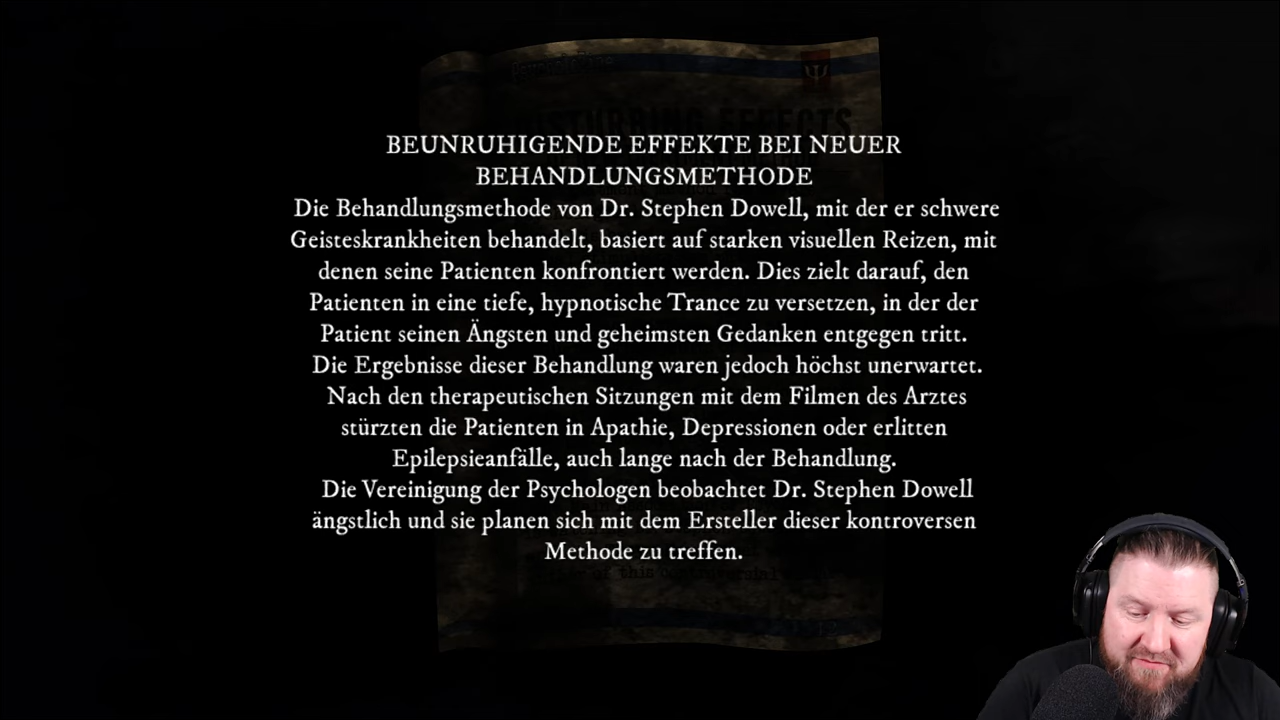 BEUNRUHIGENDE EFFEKTE BEI NEUER
BEHANDLUNGSMETHODE
Die Behandlungsmethode von Dr. Stephen Dowell, mit der er schwere
Geisteskrankheiten behandelt, basiert auf starken visuellen Reizen, mit
denen seine Patienten konfrontiert werden. Dies zielt darauf, den
Patienten in eine tiefe, hypnotische Trance zu versetzen, in der der
Patient seinen Ängsten und geheimsten Gedanken entgegen tritt.
Die Ergebnisse dieser Behandlung waren jedoch höchst unerwartet.
Nach den therapeutischen Sitzungen mit dem Filmen des Arztes
stürzten die Patienten in Apathie, Depressionen oder erlitten
Epilepsieanfälle, auch lange nach der Behandlung.
Die Vereinigung der Psychologen beobachtet Dr. Stephen Dowell
ängstlich und sie planen sich mit dem Ersteller dieser kontroversen
Methode zu treffen.